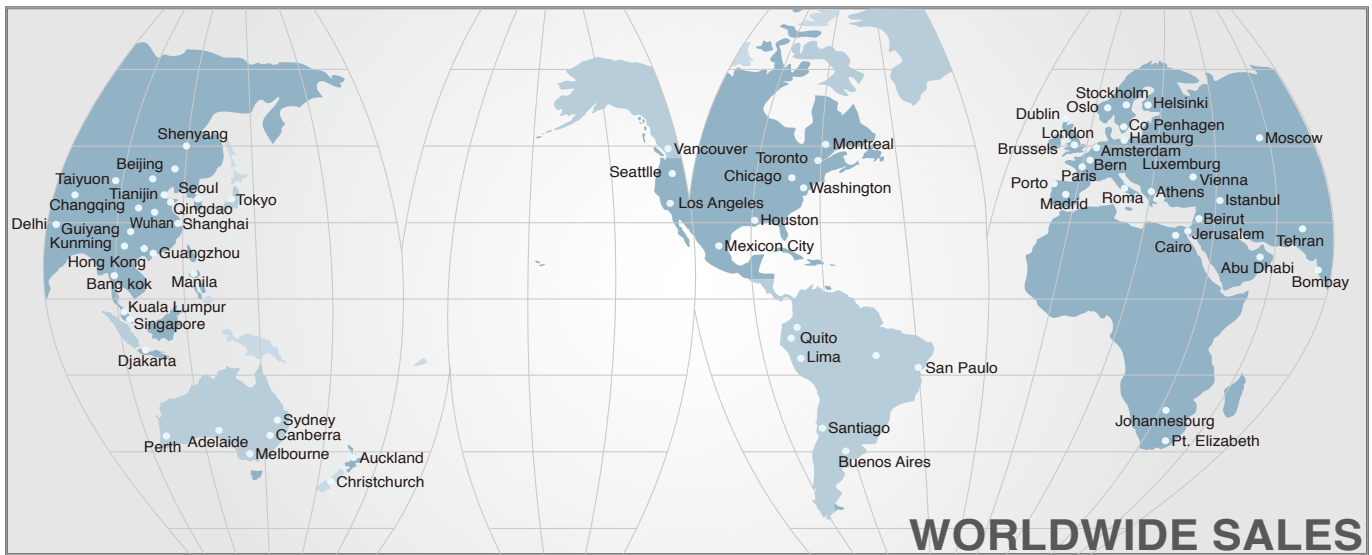 Shenyang
Beijing
Taiyuon
Tianijin
Seoul
Changqing
Qingdao
Tokyo
Delhi
Guiyang
Wuhan
Shanghai
Kunming
Hong Kong
Guangzhou
Bang kok
Manila
Kuala Lumpur
Singapore
Djakarta
Sydney
Perth
Adelaide
Canberra
Melbourne
Auckland
Christchurch
Vancouver
Seattlle
Los Angeles
Montreal
Toronto
Chicago
Washington
Houston
Mexicon City
Quito
Lima
San Paulo
Santiago
Buenos Aires
Stockholm
Dublin
Oslo
Helsinki
London
Co Penhagen
Hamburg
Moscow
Brussels
Amsterdam
Bern
Luxemburg
Paris
Vienna
Porto
Madrid
Roma
Athens
Istanbul
Beirut
Jerusalem
Cairo
Tehran
Abu Dhabi
Bombay
Johannesburg
Pt. Elizabeth
WORLDWIDE SALES